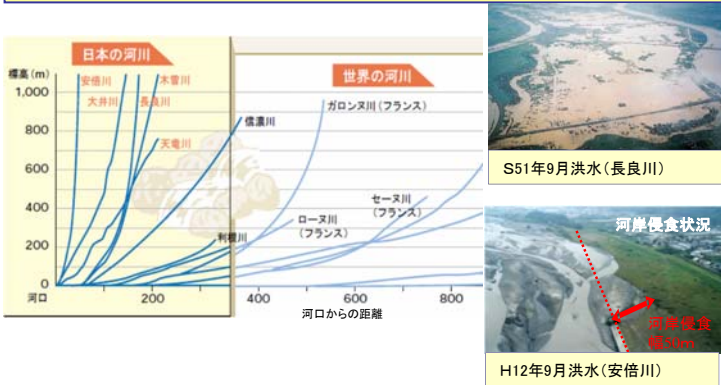 日本の河川
世界の河川
標高(m)
1,000
800
600
400
200
0
安倍川
木曽川
大井川
長良川
天竜川
信濃川
利根川
ガロンヌ川(フランス)
セーヌ川
(フランス)
ローヌ川
(フランス)
河口
200
400
600
800
河口からの距離
S51年9月洪水(長良川)
河岸侵食状況
河岸侵食
H12年9月洪水(安倍川)